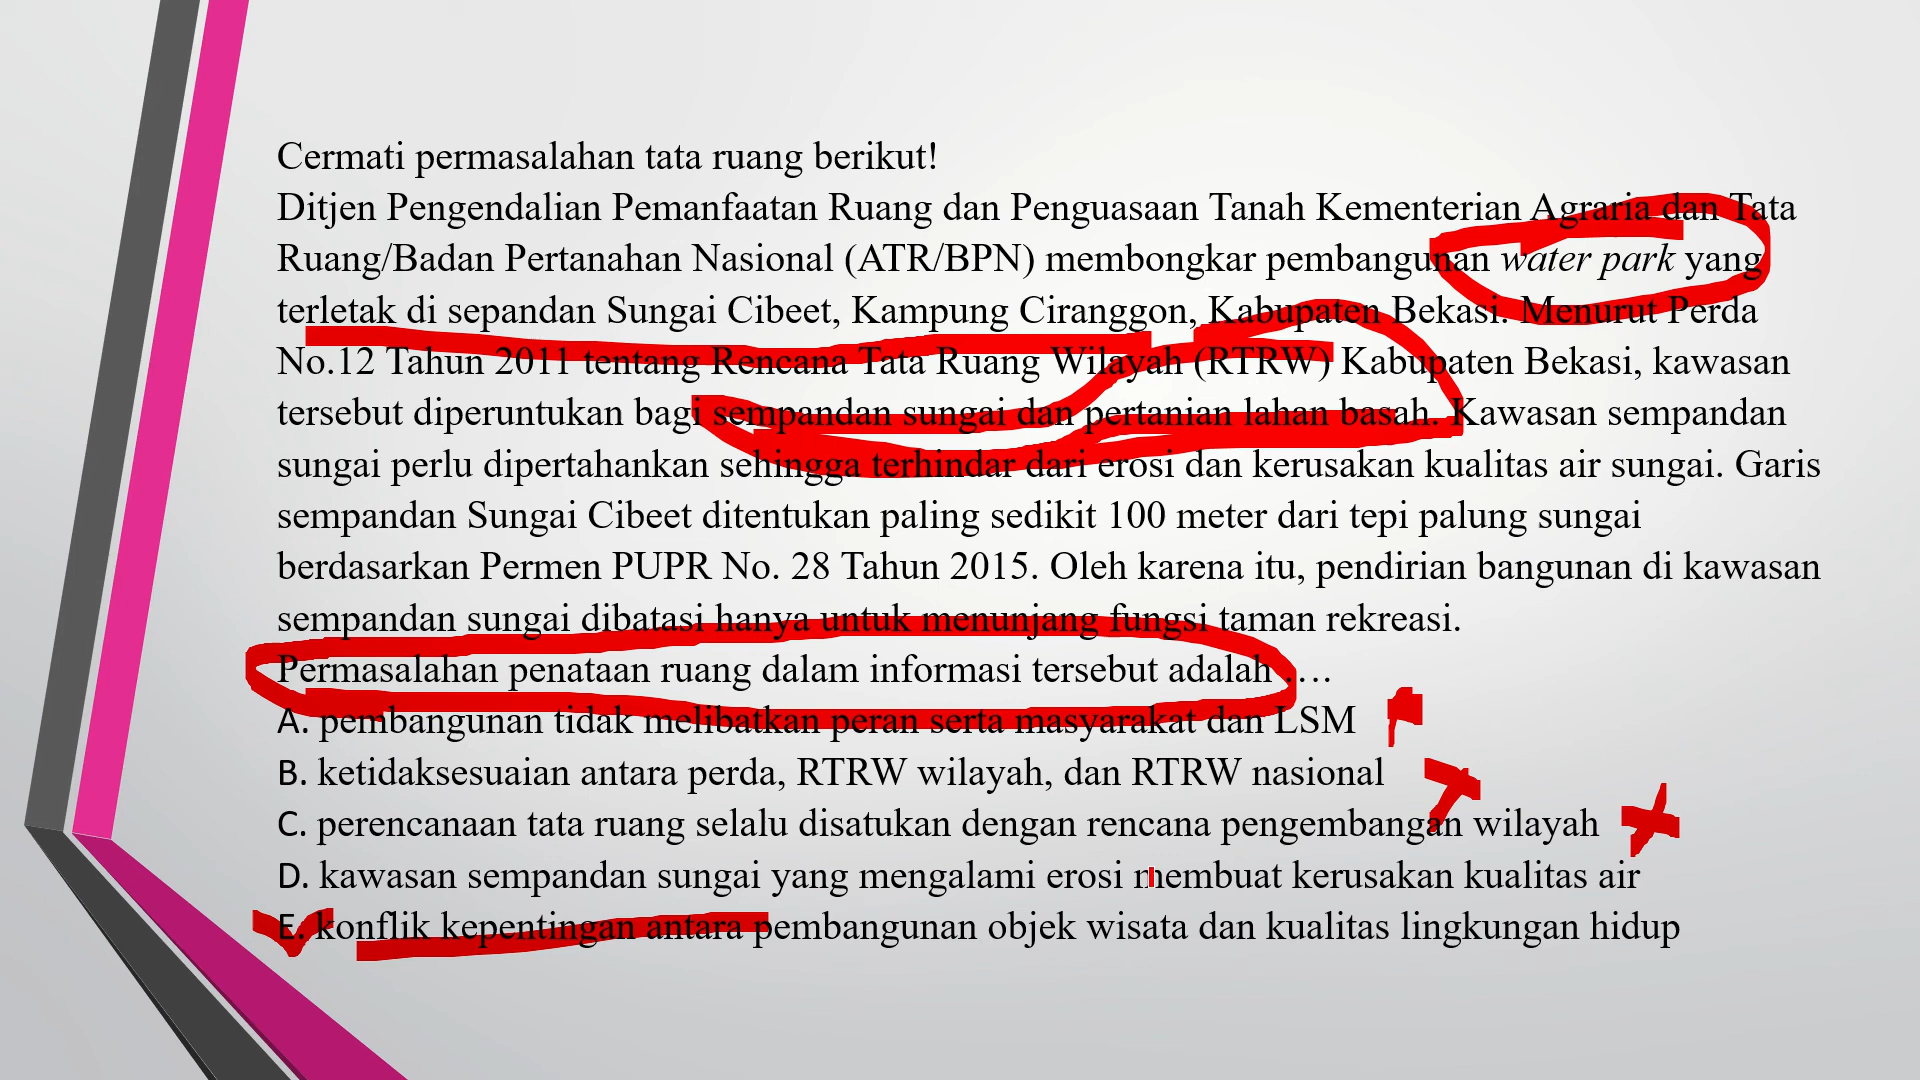 Cermati permasalahan tata ruang berikut!
Ditjen Pengendalian Pemanfaatan Ruang dan Penguasaan Tanah Kementerian Agraria dan Tata
Ruang/Badan Pertanahan Nasional (ATR/BPN) membongkar pembangunan water park yang
terletak di sepandan Sungai Cibeet, Kampung Ciranggon, Kabupaten Bekasi. Menurut Perda
No.12 Tahun 2011 tentang Rencana Tata Ruang Wilayah (RTRW) Kabupaten Bekasi, kawasan
tersebut diperuntukan bagi sempandan sungai dan pertanian lahan basah. Kawasan sempandan
sungai perlu dipertahankan sehingga terhindar dari erosi dan kerusakan kualitas air sungai. Garis
sempandan Sungai Cibeet ditentukan paling sedikit 100 meter dari tepi palung sungai
berdasarkan Permen PUPR No. 28 Tahun 2015. Oleh karena itu, pendirian bangunan di kawasan
sempandan sungai dibatasi hanya untuk menunjang fungsi taman rekreasi.
Permasalahan penataan ruang dalam informasi tersebut adalah ….
A. pembangunan tidak melibatkan peran serta masyarakat dan LSM
B. ketidaksesuaian antara perda, RTRW wilayah, dan RTRW nasional
C. perencanaan tata ruang selalu disatukan dengan rencana pengembangan wilayah
D. kawasan sempandan sungai yang mengalami erosi membuat kerusakan kualitas air
E. konflik kepentingan antara pembangunan objek wisata dan kualitas lingkungan hidup